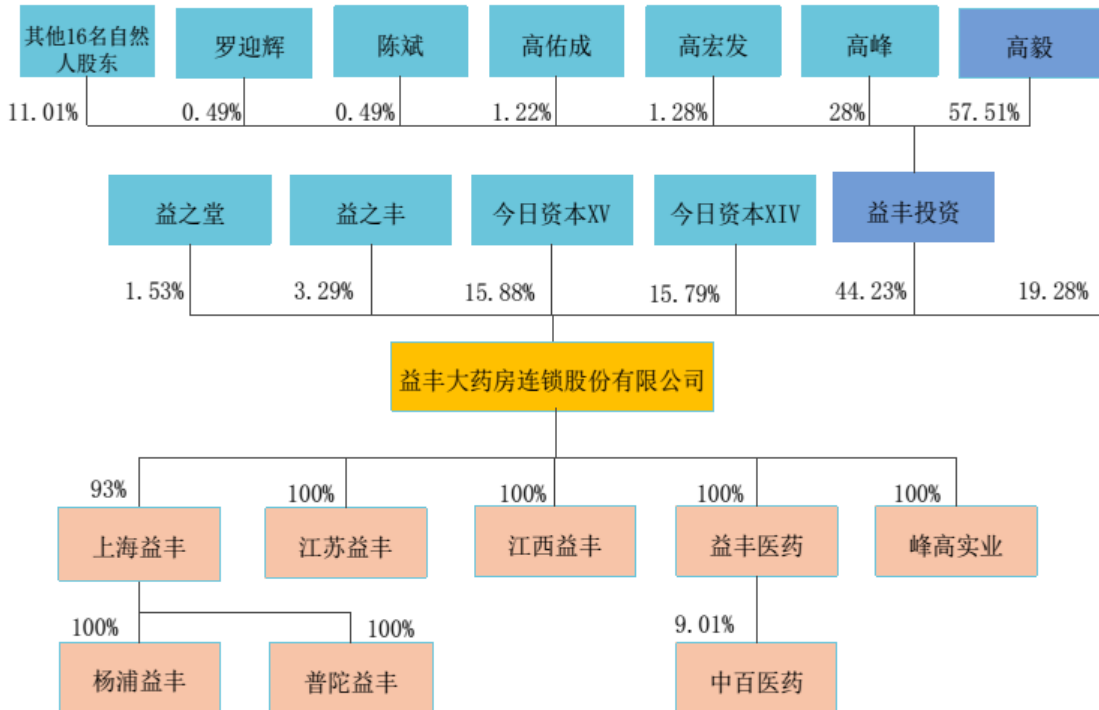 其他16名自然
人股东
罗迎辉
陈斌
高佑成
高宏发
高峰
高毅
11.01%
0.49%
0.49%
1.22%
1.28%
28%
57.51%
益之堂
益之丰
今日资本XV
今日资本XIV
益丰投资
1.53%
3.29%
15.88%
15.79%
44.23%
19.28%
益丰大药房连锁股份有限公司
93%
100%
100%
100%
100%
上海益丰
江苏益丰
江西益丰
益丰医药
峰高实业
100%
100%
9.01%
杨浦益丰
普陀益丰
中百医药